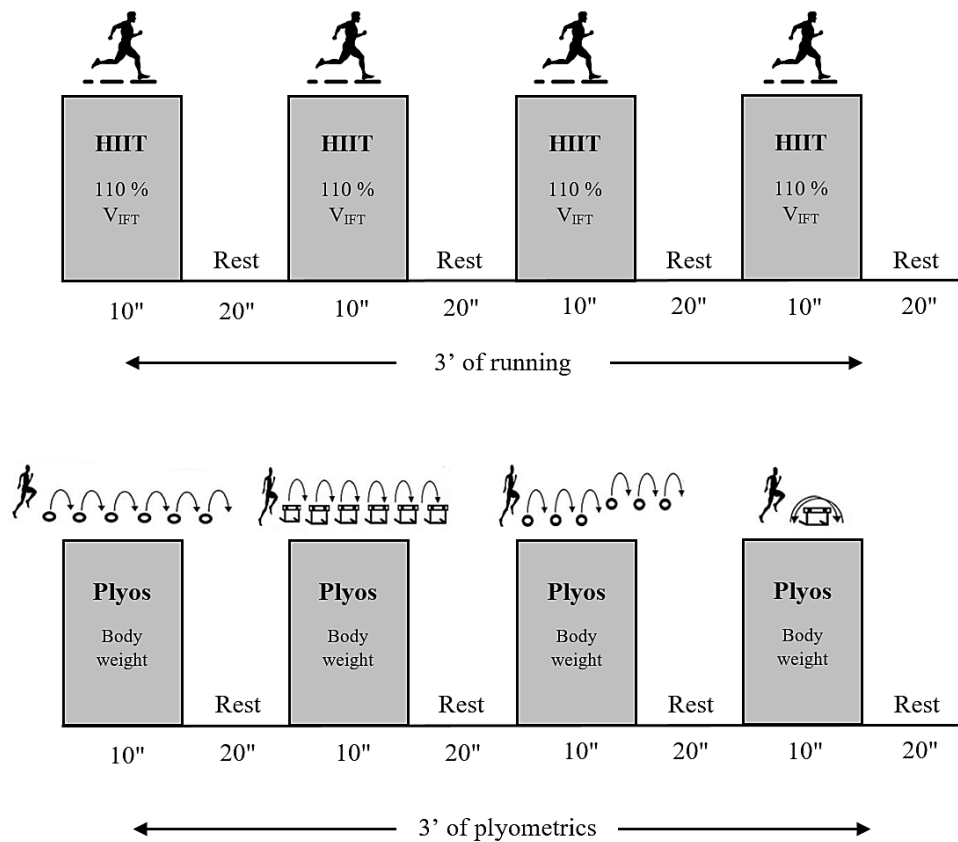 HIIT HIIT HIIT HIIT
110 % 110 % 110 % 110 %
VIFT VIFT VIFT VIFT
Rest Rest Rest Rest
10" 20" 10" 20" 10" 20" 10" 20"
3’ of running
Plyos Plyos Plyos Plyos
Body Body Body Body
weight weight weight weight
Rest Rest Rest Rest
10" 20" 10" 20" 10" 20" 10" 20"
3’ of plyometrics